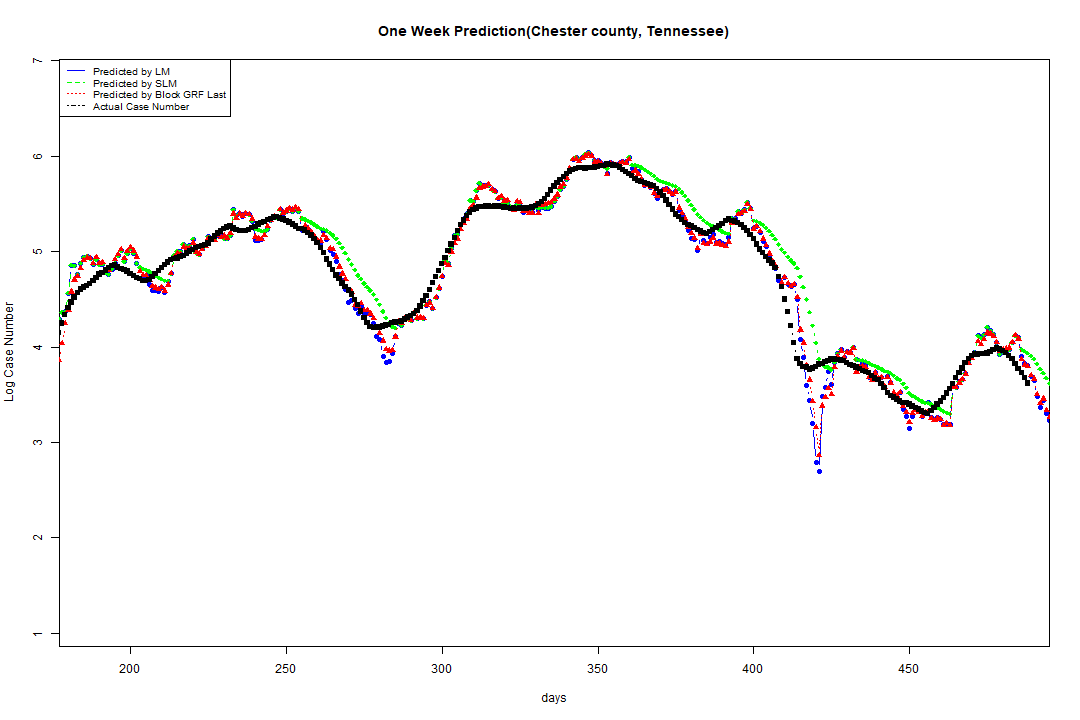 One Week Prediction(Chester county, Tennessee)
7
Predicted by LM
Predicted by SLM
Predicted by Block GRF Last
Actual Case Number
6
5
4
3
2
1
Log Case Number
200 250 300 350 400 450
days